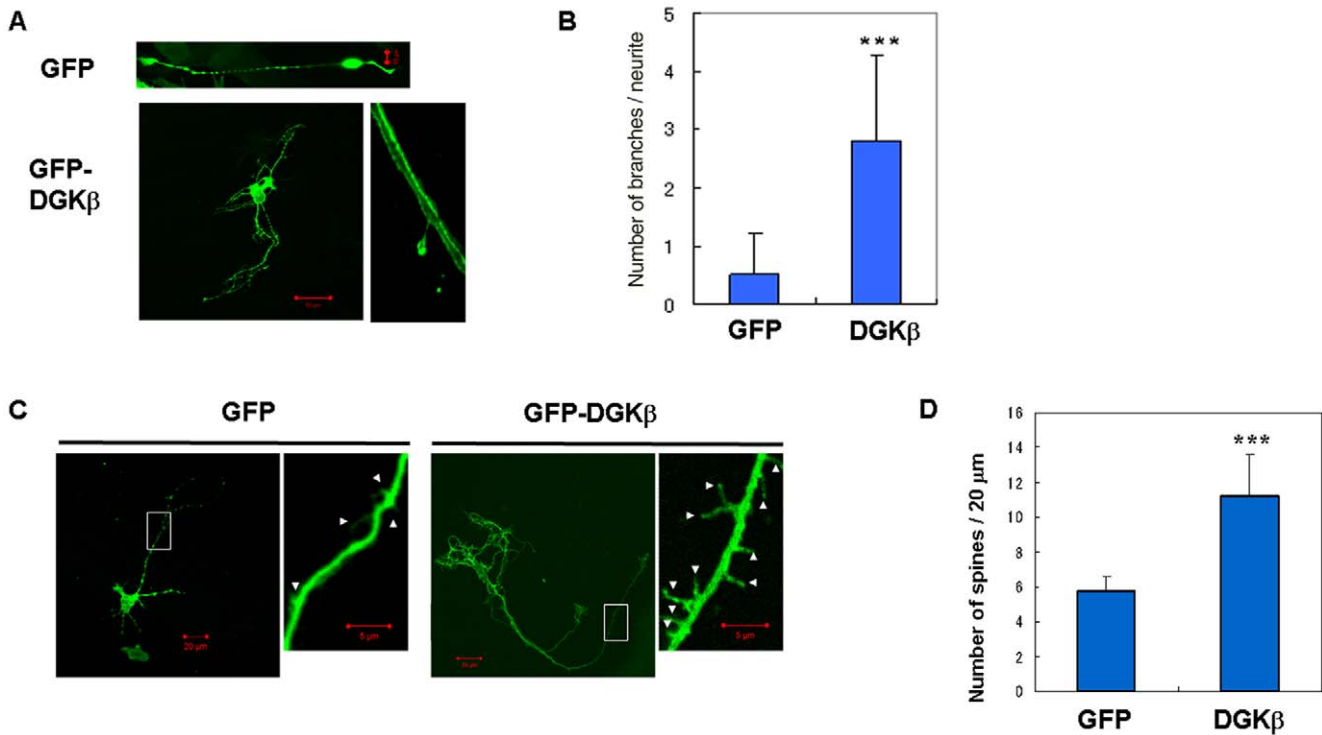 A
GFP
GFP-
DGKβ
B
Number of branches / neurite
5
4
3
2
1
0
***
GFP
DGKβ
C
GFP
GFP-DGKβ
20 μm
5 μm
5 μm
D
Number of spines / 20 μm
16
14
12
10
8
6
4
2
0
***
GFP
DGKβ